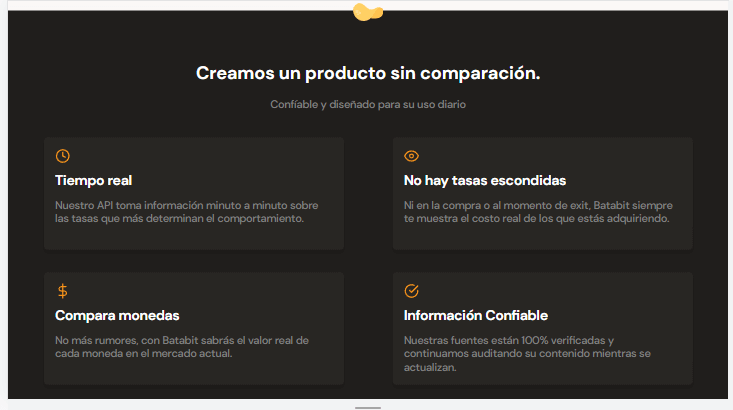 Creamos un producto sin comparación.
Confíable y diseñado para su uso diario
Tiempo real
Nuestro API toma información minuto a minuto sobre
las tasas que más determinan el comportamiento.
No hay tasas escondidas
Ni en la compra o al momento de exit, Batabit siempre
te muestra el costo real de los que estás adquiriendo.
Compara monedas
No más rumores, con Batabit sabrás el valor real de
cada moneda en el mercado actual.
Información Confiable
Nuestras fuentes están 100% verificadas y
continuamos auditando su contenido mientras se
actualizan.